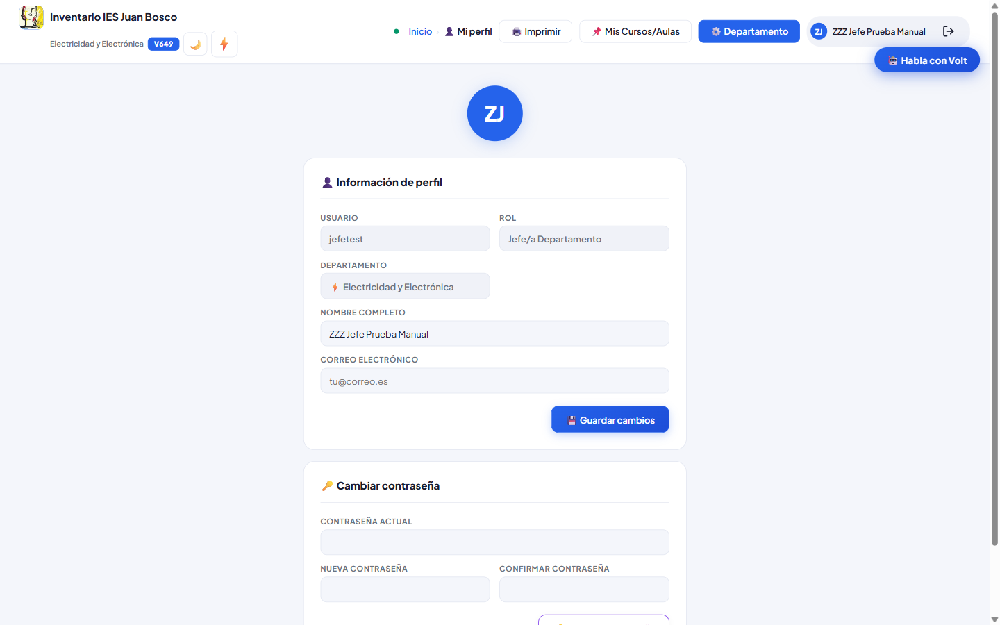 Inventario IES Juan Bosco
Electricidad y Electrónica V649
Inicio › Mi perfil Imprimir Mis Cursos/Aulas Departamento ZJ ZZZ Jefe Prueba Manual
Habla con Volt
ZJ
Información de perfil
USUARIO ROL
jefetest Jefe/a Departamento
DEPARTAMENTO
Electricidad y Electrónica
NOMBRE COMPLETO
ZZZ Jefe Prueba Manual
CORREO ELECTRÓNICO
tu@correo.es
Guardar cambios
Cambiar contraseña
CONTRASEÑA ACTUAL
NUEVA CONTRASEÑA CONFIRMAR CONTRASEÑA